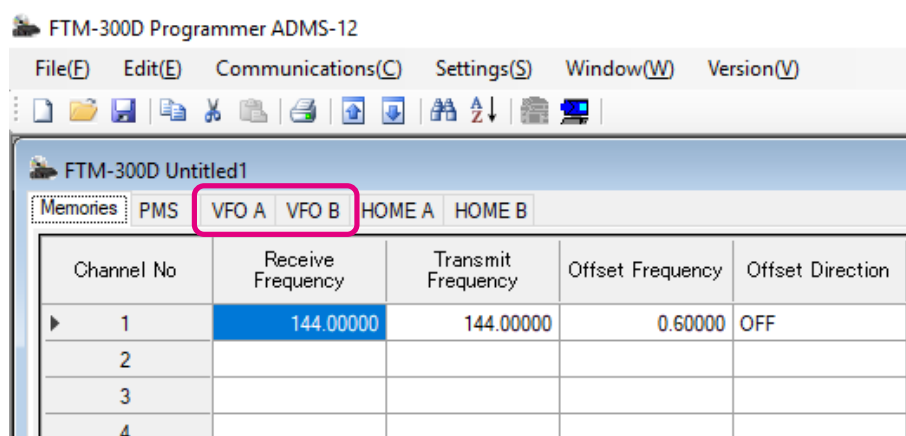 FTM-300D Programmer ADMS-12
File(F) Edit(E) Communications(C) Settings(S) Window(W) Version(V)
FTM-300D Untitled1
Memories PMS VFO A VFO B HOME A HOME B
Channel No Receive Frequency Transmit Frequency Offset Frequency Offset Direction
1 144.00000 144.00000 0.60000 OFF
2
3
4